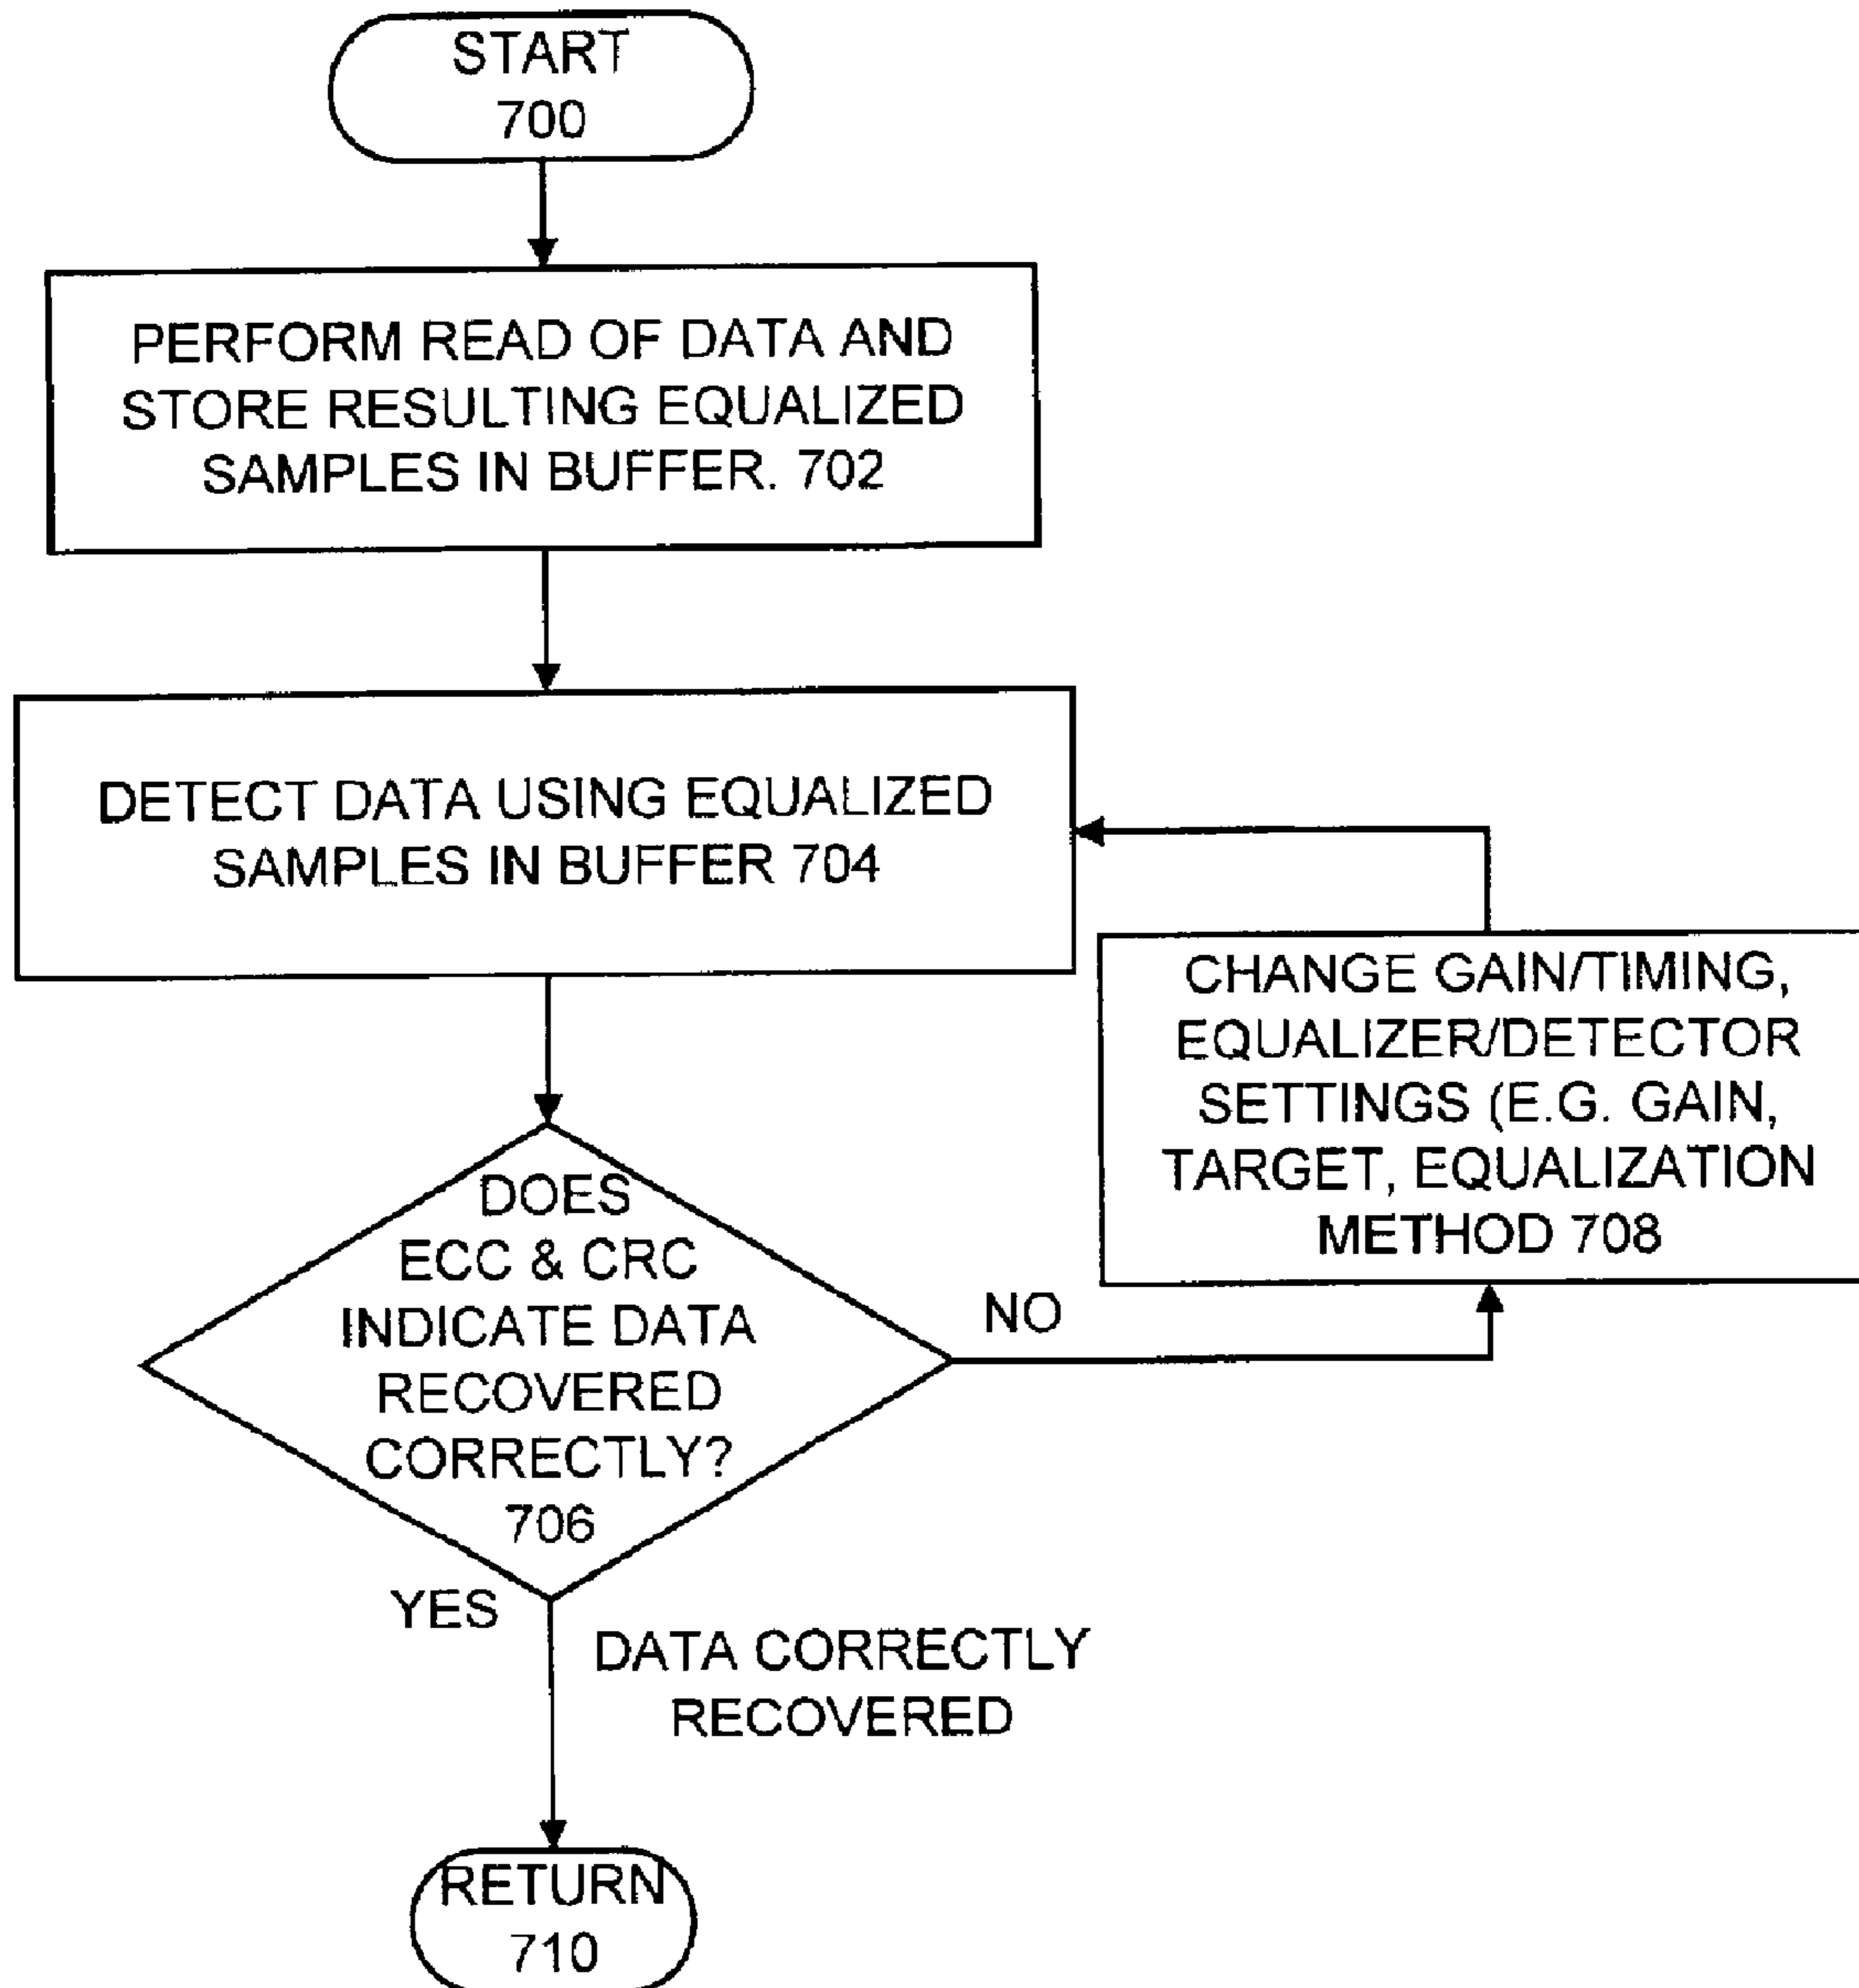 START
700
PERFORM READ OF DATA AND
STORE RESULTING EQUALIZED
SAMPLES IN BUFFER. 702
DETECT DATA USING EQUALIZED
SAMPLES IN BUFFER 704
CHANGE GAIN/TIMING,
EQUALIZER/DETECTOR
SETTINGS (E.G. GAIN,
TARGET, EQUALIZATION
METHOD 708
DOES
ECC & CRC
INDICATE DATA
RECOVERED
CORRECTLY?
706
NO
YES
DATA CORRECTLY
RECOVERED
RETURN
710